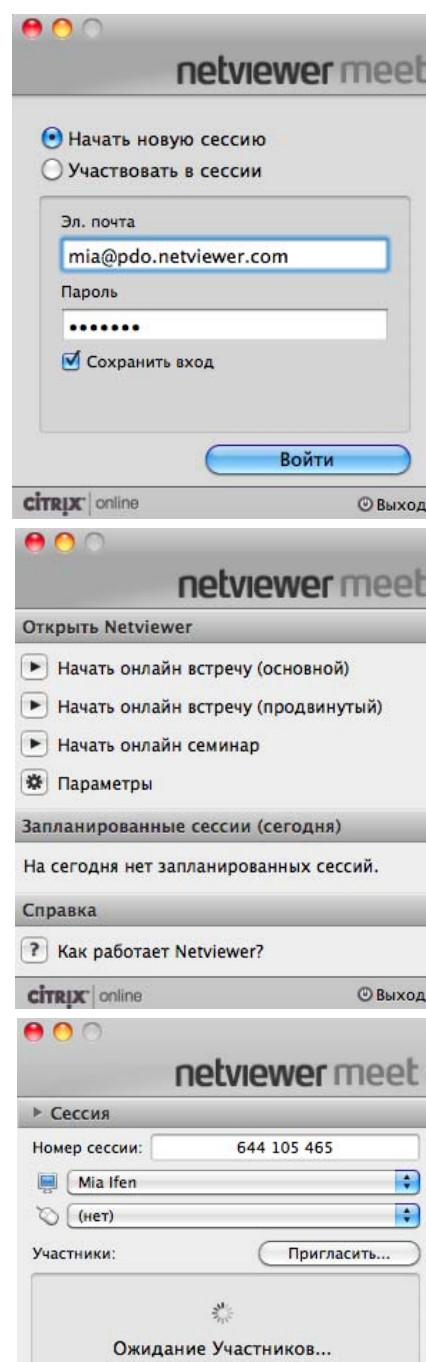 netviewer meet
Начать новую сессию
Участвовать в сессии
Эл. почта
mia@pdo.netviewer.com
Пароль
•••••••
Сохранить вход
Войти
CITRIX online
Выход
netviewer meet
Открыть Netviewer
Начать онлайн встречу (основной)
Начать онлайн встречу (продвинутый)
Начать онлайн семинар
Параметры
Запланированные сессии (сегодня)
На сегодня нет запланированных сессий.
Справка
? Как работает Netviewer?
CITRIX online
Выход
netviewer meet
Сессия
Номер сессии: 644 105 465
Mia Ifen
(нет)
Участники: Пригласить...
Ожидание Участников...